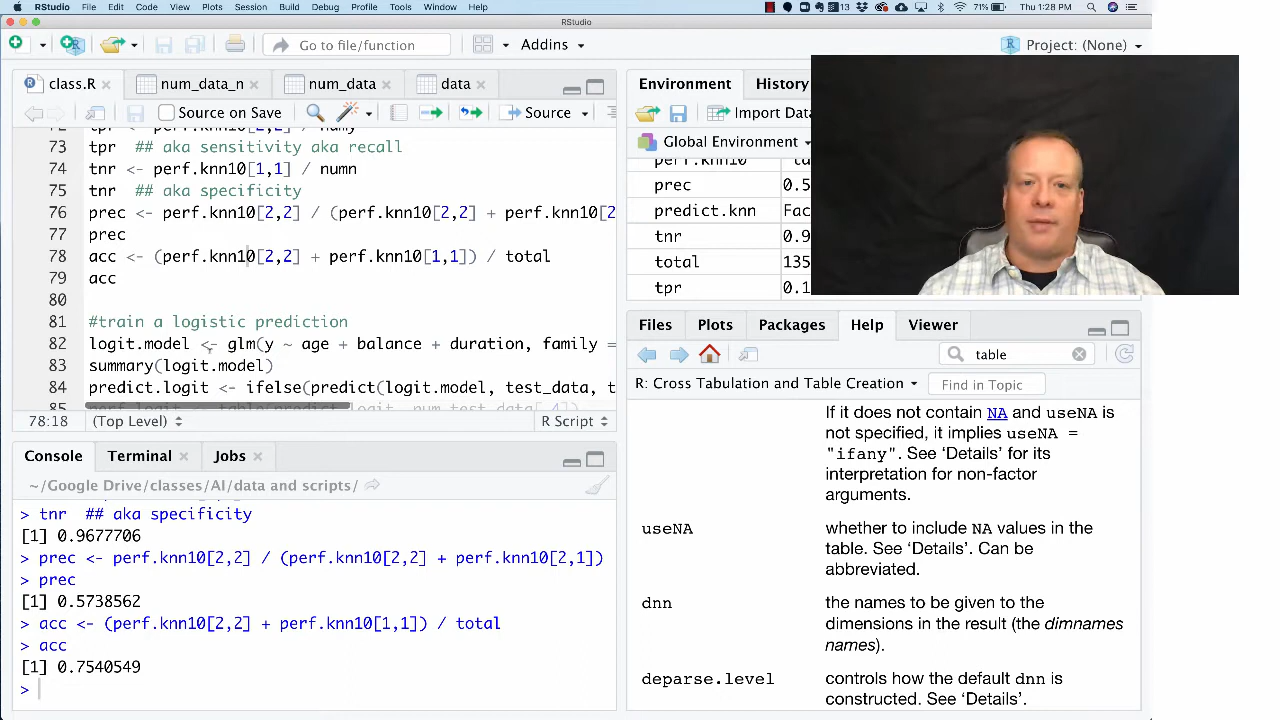 RStudio File Edit Code View Plots Session Build Debug Profile Tools Window Help
13 71% Thu 1:28 PM
RStudio
Go to file/function
Addins
Project: (None)
class.R num_data_n num_data data
Source on Save
Source
73 tpr ## aka sensitivity aka recall
74 tnr <- perf.knn10[1,1] / numn
75 tnr ## aka specificity
76 prec <- perf.knn10[2,2] / (perf.knn10[2,2] + perf.knn10[2
77 prec
78 acc <- (perf.knn10[2,2] + perf.knn10[1,1]) / total
79 acc
80
81 #train a logistic prediction
82 logit.model <- glm(y ~ age + balance + duration, family =
83 summary(logit.model)
84 predict.logit <- ifelse(predict(logit.model, test_data, t
85
78:18 (Top Level) R Script
Console Terminal Jobs
~/Google Drive/classes/AI/data and scripts/
> tnr ## aka specificity
[1] 0.9677706
> prec <- perf.knn10[2,2] / (perf.knn10[2,2] + perf.knn10[2,1])
> prec
[1] 0.5738562
> acc <- (perf.knn10[2,2] + perf.knn10[1,1]) / total
> acc
[1] 0.7540549
>
Environment History
Import Data
Global Environment
prec 0.5
predict.knn Fac
tnr 0.9
total 135
tpr 0.1
Files Plots Packages Help Viewer
table
R: Cross Tabulation and Table Creation Find in Topic
If it does not contain NA and useNA is
not specified, it implies useNA =
"ifany". See ‘Details’ for its
interpretation for non-factor
arguments.
useNA whether to include NA values in the
table. See ‘Details’. Can be
abbreviated.
dnn the names to be given to the
dimensions in the result (the dimnames
names).
deparse.level controls how the default dnn is
constructed. See ‘Details’.